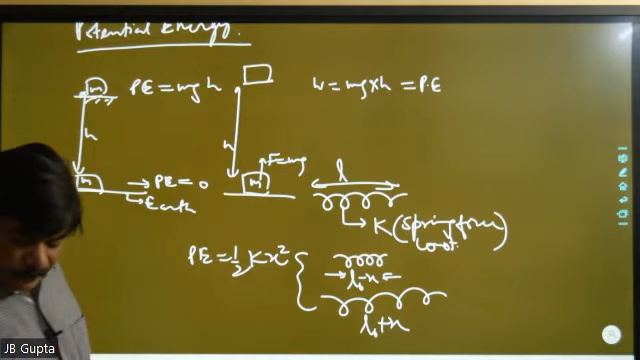 Potential Energy.
m PE = mgh W = mg×h = P.E
h h F=mg
m → PE = 0 m l
Earth K (Spring force const.
PE = 1/2 Kx²
l₀-x
l₀+x
JB Gupta